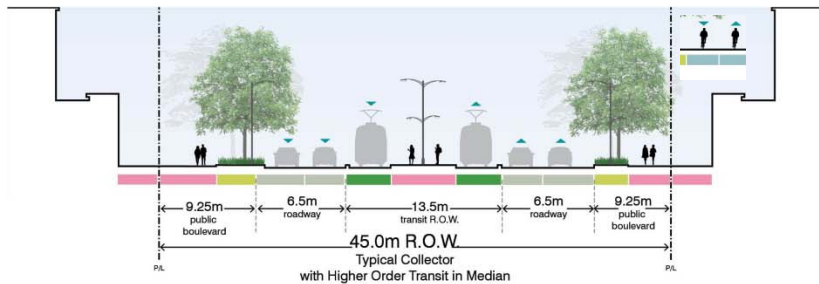 9.25m
public
boulevard
6.5m
roadway
13.5m
transit R.O.W.
6.5m
roadway
9.25m
public
boulevard
45.0m R.O.W.
Typical Collector
with Higher Order Transit in Median
P/L
P/L